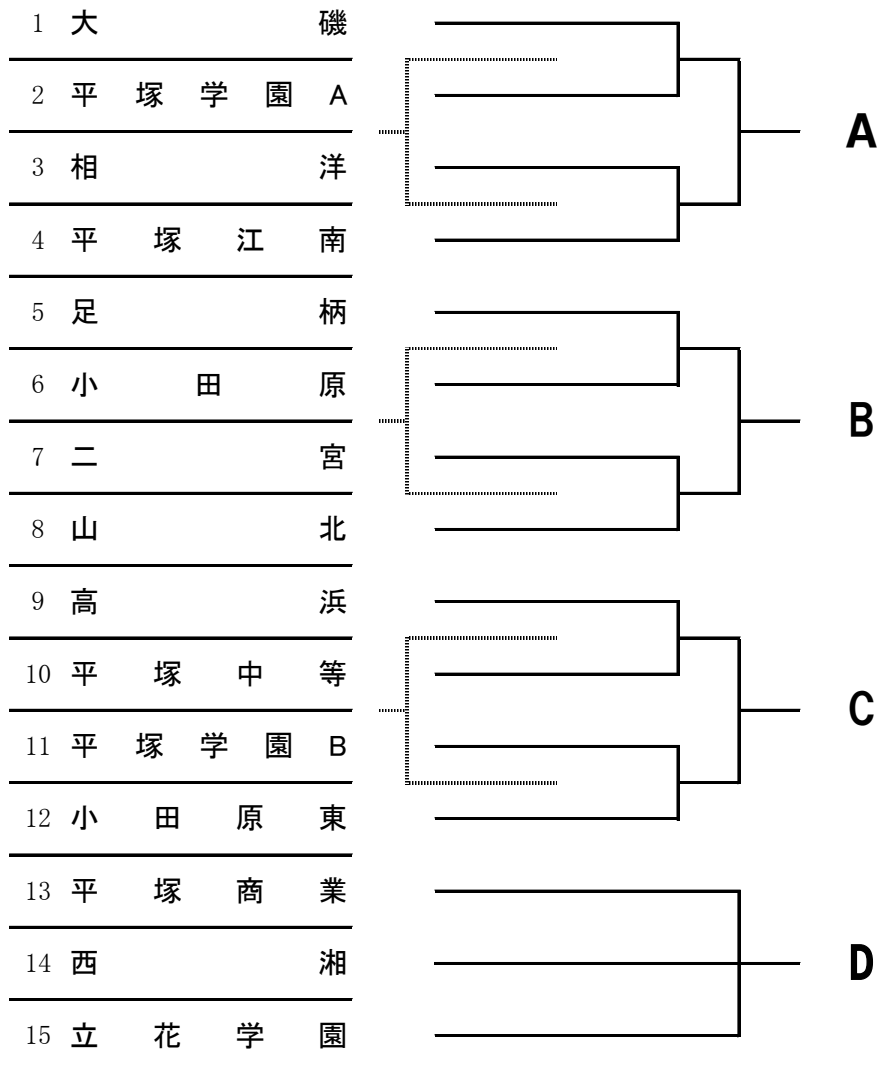 1 大磯
2 平塚学園A
3 相洋
4 平塚江南
5 足柄
6 小田原
7 二宮
8 山北
9 高浜
10 平塚中等
11 平塚学園B
12 小田原東
13 平塚商業
14 西湘
15 立花学園
A
B
C
D